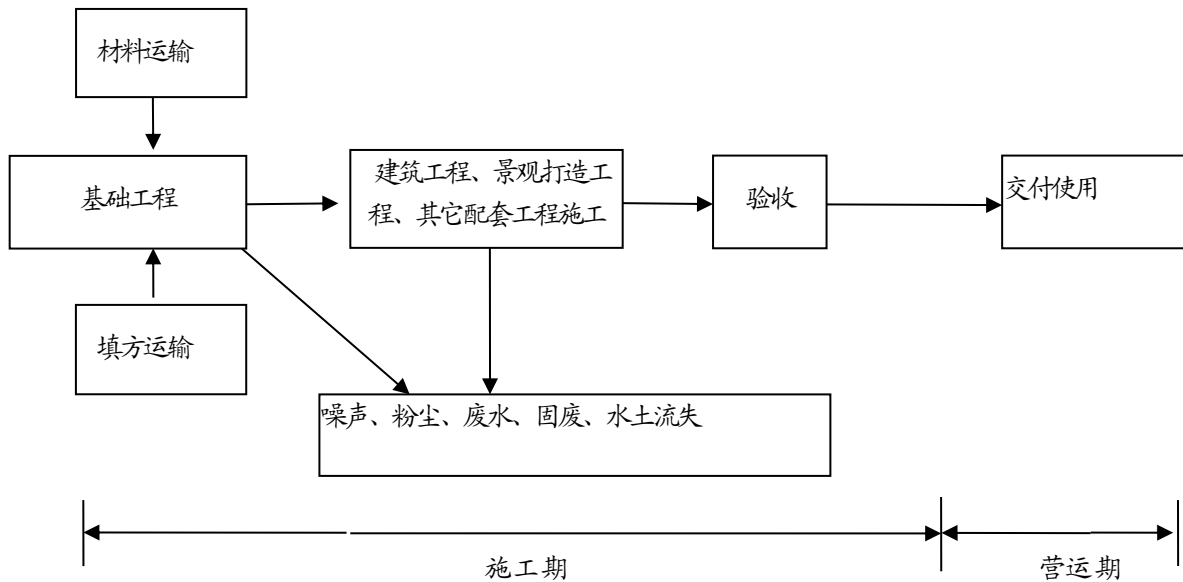 材料运输
基础工程
建筑工程、景观打造工
程、其它配套工程施工
验收
交付使用
填方运输
噪声、粉尘、废水、固废、水土流失
施工期
营运期